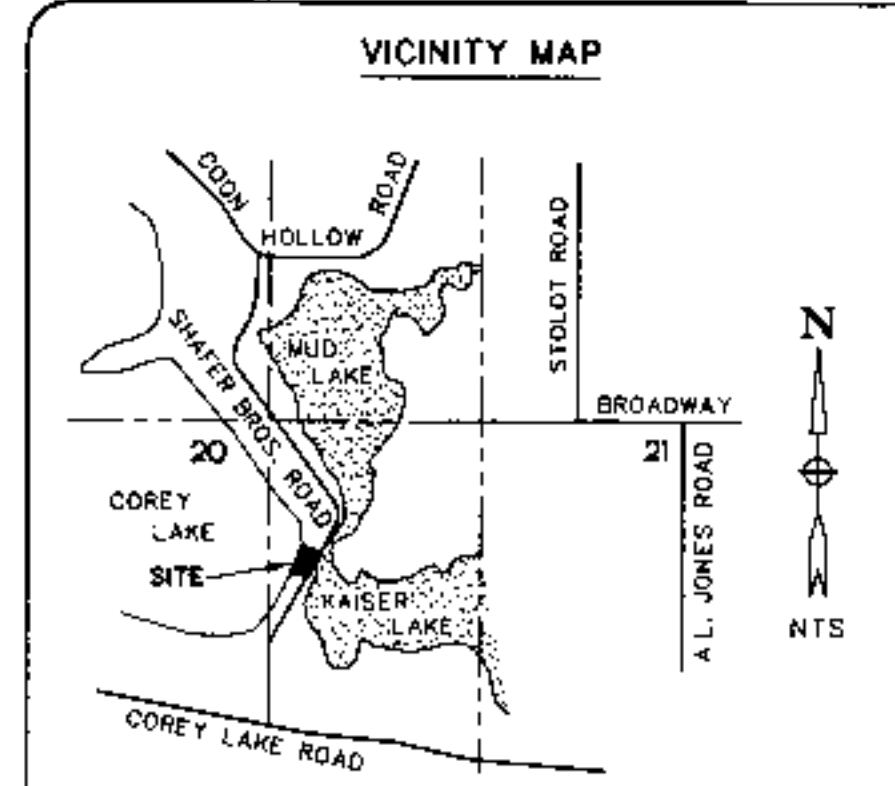 VICINITY MAP
COON
HOLLOW
ROAD
STOLOT ROAD
N
SHAFER BROS. ROAD
MUD
LAKE
BROADWAY
20
21
COREY
LAKE
SITE
KAISER
LAKE
AL. JONES ROAD
NTS
COREY LAKE ROAD